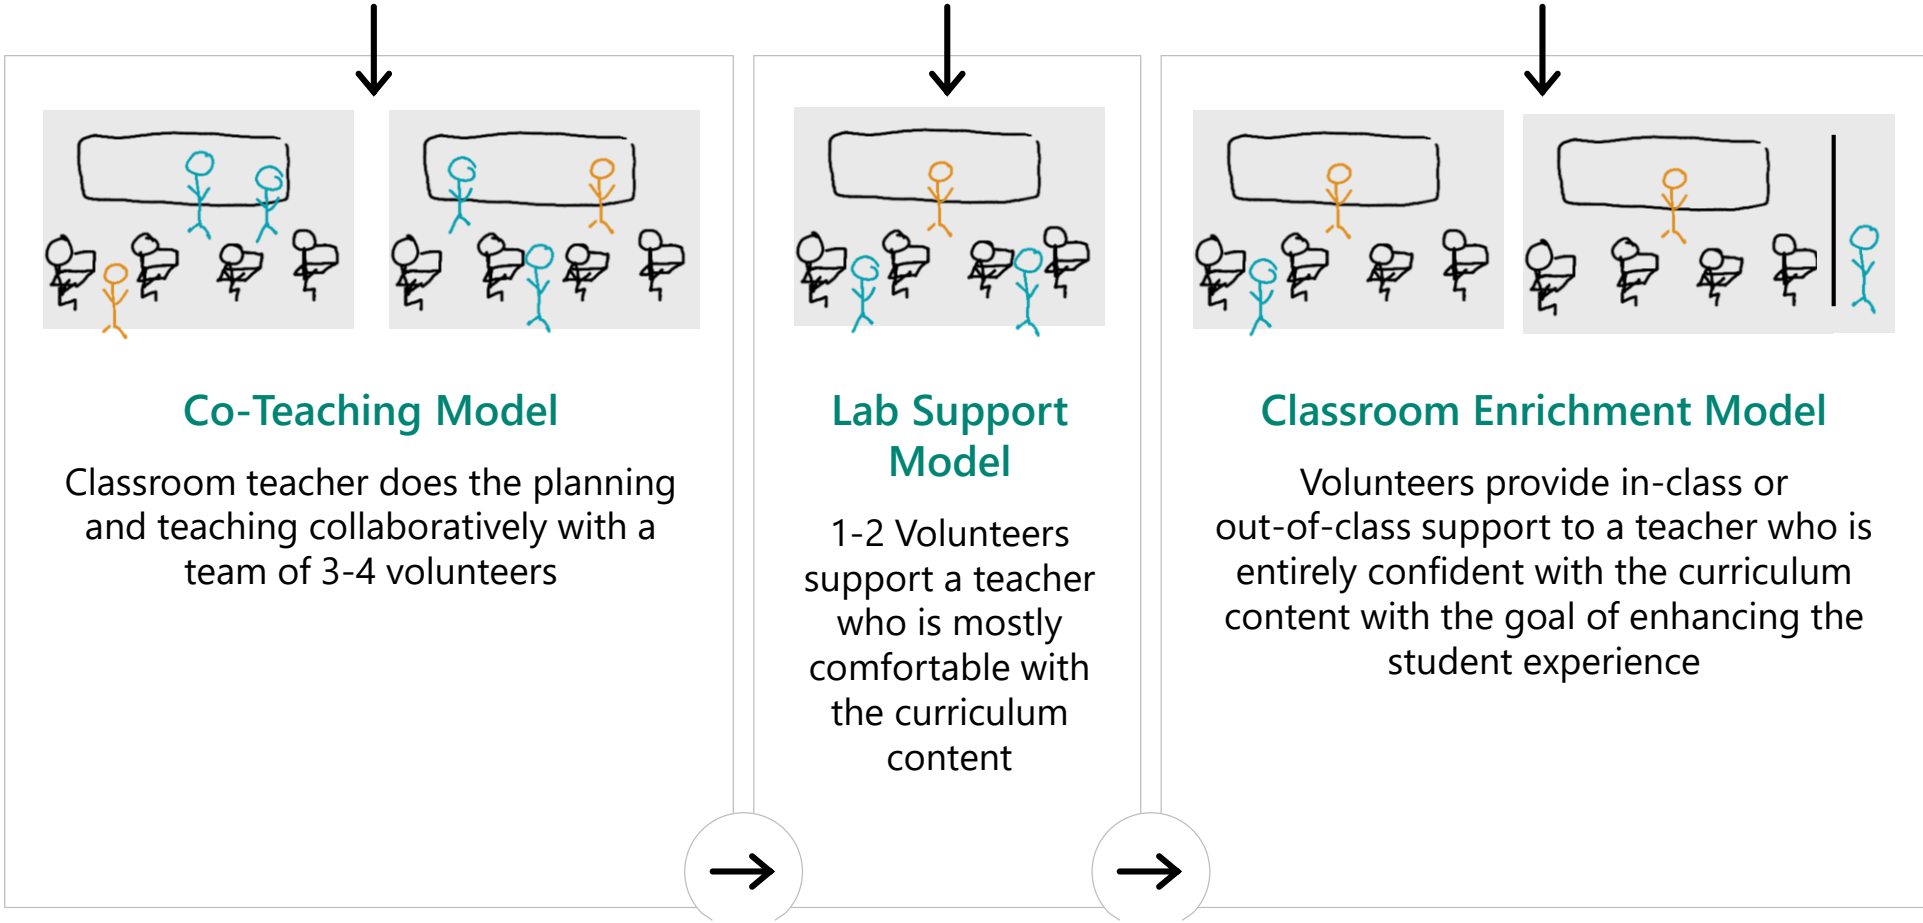 Co-Teaching Model
Classroom teacher does the planning
and teaching collaboratively with a
team of 3-4 volunteers
Lab Support
Model
1-2 Volunteers
support a teacher
who is mostly
comfortable with
the curriculum
content
Classroom Enrichment Model
Volunteers provide in-class or
out-of-class support to a teacher who is
entirely confident with the curriculum
content with the goal of enhancing the
student experience